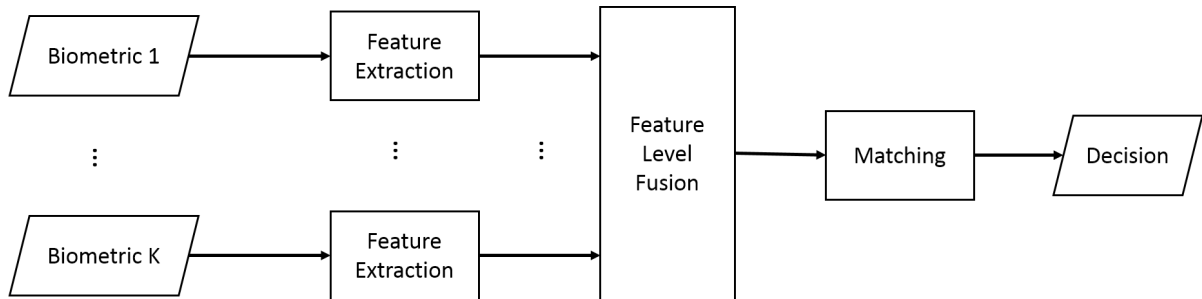 Biometric 1
Feature
Extraction
Biometric K
Feature
Extraction
Feature
Level
Fusion
Matching
Decision